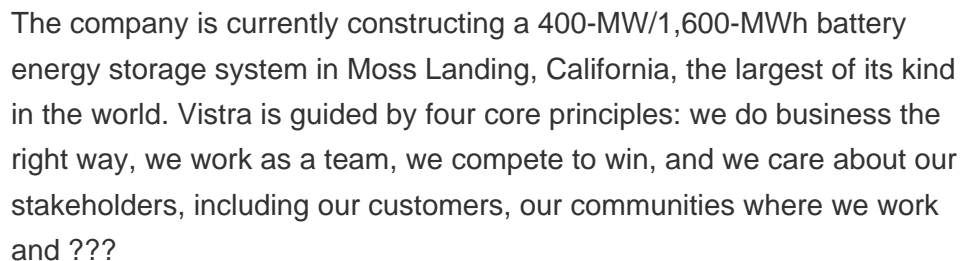 The company is currently constructing a 400-MW/1,600-MWh battery
energy storage system in Moss Landing, California, the largest of its kind
in the world. Vistra is guided by four core principles: we do business the
right way, we work as a team, we compete to win, and we care about our
stakeholders, including our customers, our communities where we work
and ???